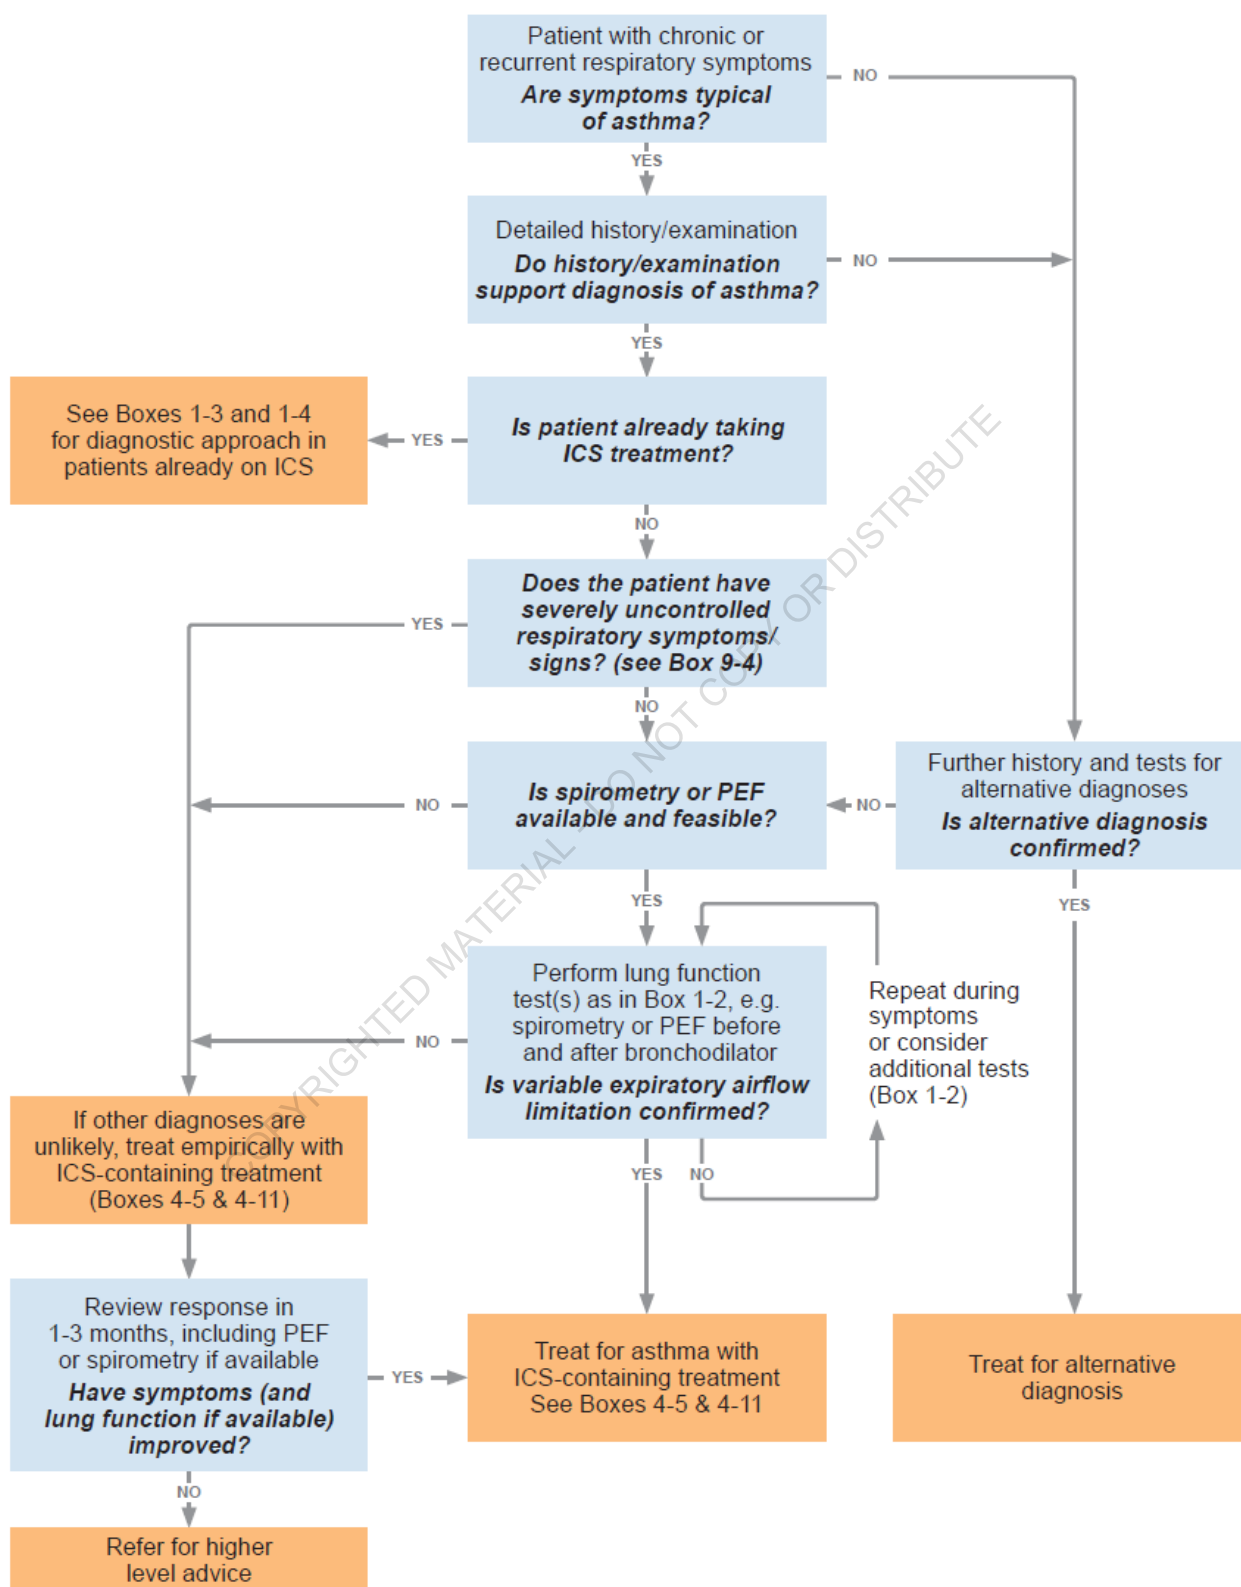 Patient with chronic or
recurrent respiratory symptoms
Are symptoms typical
of asthma?
NO
YES
Detailed history/examination
Do history/examination
support diagnosis of asthma?
NO
YES
See Boxes 1-3 and 1-4
for diagnostic approach in
patients already on ICS
YES
Is patient already taking
ICS treatment?
NO
Does the patient have
severely uncontrolled
respiratory symptoms/
signs? (see Box 9-4)
YES
NO
Is spirometry or PEF
available and feasible?
NO
NO
Further history and tests for
alternative diagnoses
Is alternative diagnosis
confirmed?
YES
YES
Perform lung function
test(s) as in Box 1-2, e.g.
spirometry or PEF before
and after bronchodilator
Is variable expiratory airflow
limitation confirmed?
NO
Repeat during
symptoms
or consider
additional tests
(Box 1-2)
YES
NO
If other diagnoses are
unlikely, treat empirically with
ICS-containing treatment
(Boxes 4-5 & 4-11)
Review response in
1-3 months, including PEF
or spirometry if available
Have symptoms (and
lung function if available)
improved?
YES
Treat for asthma with
ICS-containing treatment
See Boxes 4-5 & 4-11
Treat for alternative
diagnosis
NO
Refer for higher
level advice
COPYRIGHTED MATERIAL - DO NOT COPY OR DISTRIBUTE